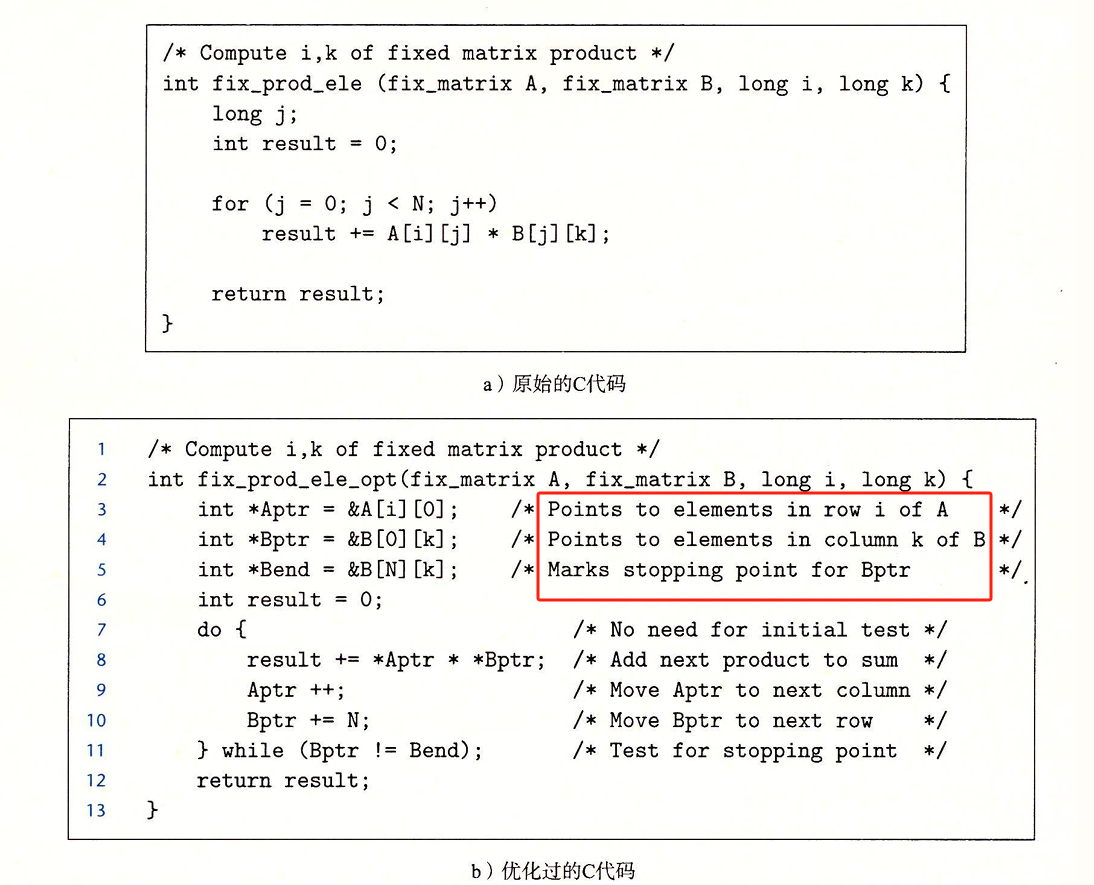 /* Compute i,k of fixed matrix product */
int fix_prod_ele (fix_matrix A, fix_matrix B, long i, long k) {
    long j;
    int result = 0;

    for (j = 0; j < N; j++)
        result += A[i][j] * B[j][k];

    return result;
}
a）原始的C代码
1 /* Compute i,k of fixed matrix product */
2 int fix_prod_ele_opt(fix_matrix A, fix_matrix B, long i, long k) {
3     int *Aptr = &A[i][0];    /* Points to elements in row i of A    */
4     int *Bptr = &B[0][k];    /* Points to elements in column k of B */
5     int *Bend = &B[N][k];    /* Marks stopping point for Bptr       */
6     int result = 0;
7     do {                          /* No need for initial test */
8         result += *Aptr * *Bptr;  /* Add next product to sum  */
9         Aptr ++;                  /* Move Aptr to next column */
10         Bptr += N;                /* Move Bptr to next row    */
11     } while (Bptr != Bend);       /* Test for stopping point  */
12     return result;
13 }
b）优化过的C代码